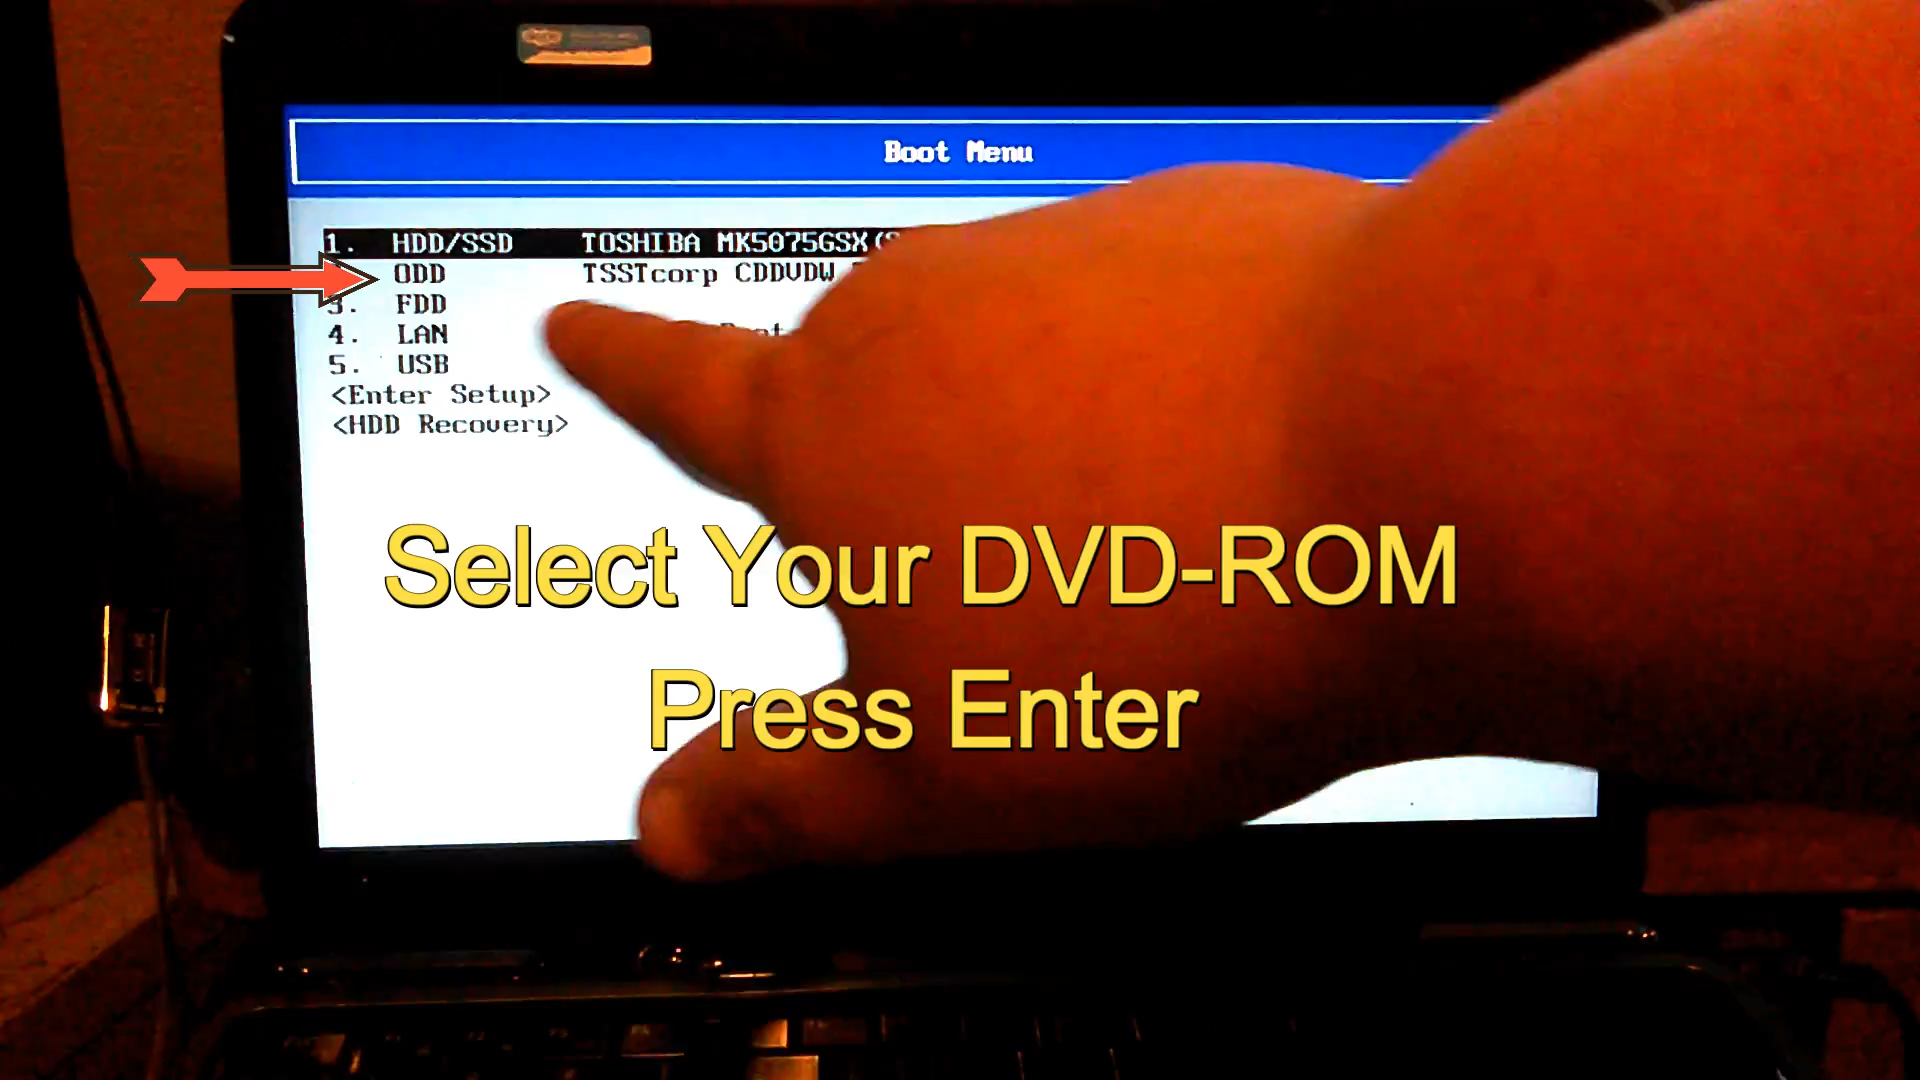 Boot Menu
1. HDD/SSD TOSHIBA MK5075GSX
ODD TSSTcorp CDDVDW
3. FDD
4. LAN
5. USB
<Enter Setup>
<HDD Recovery>
Select Your DVD-ROM
Press Enter